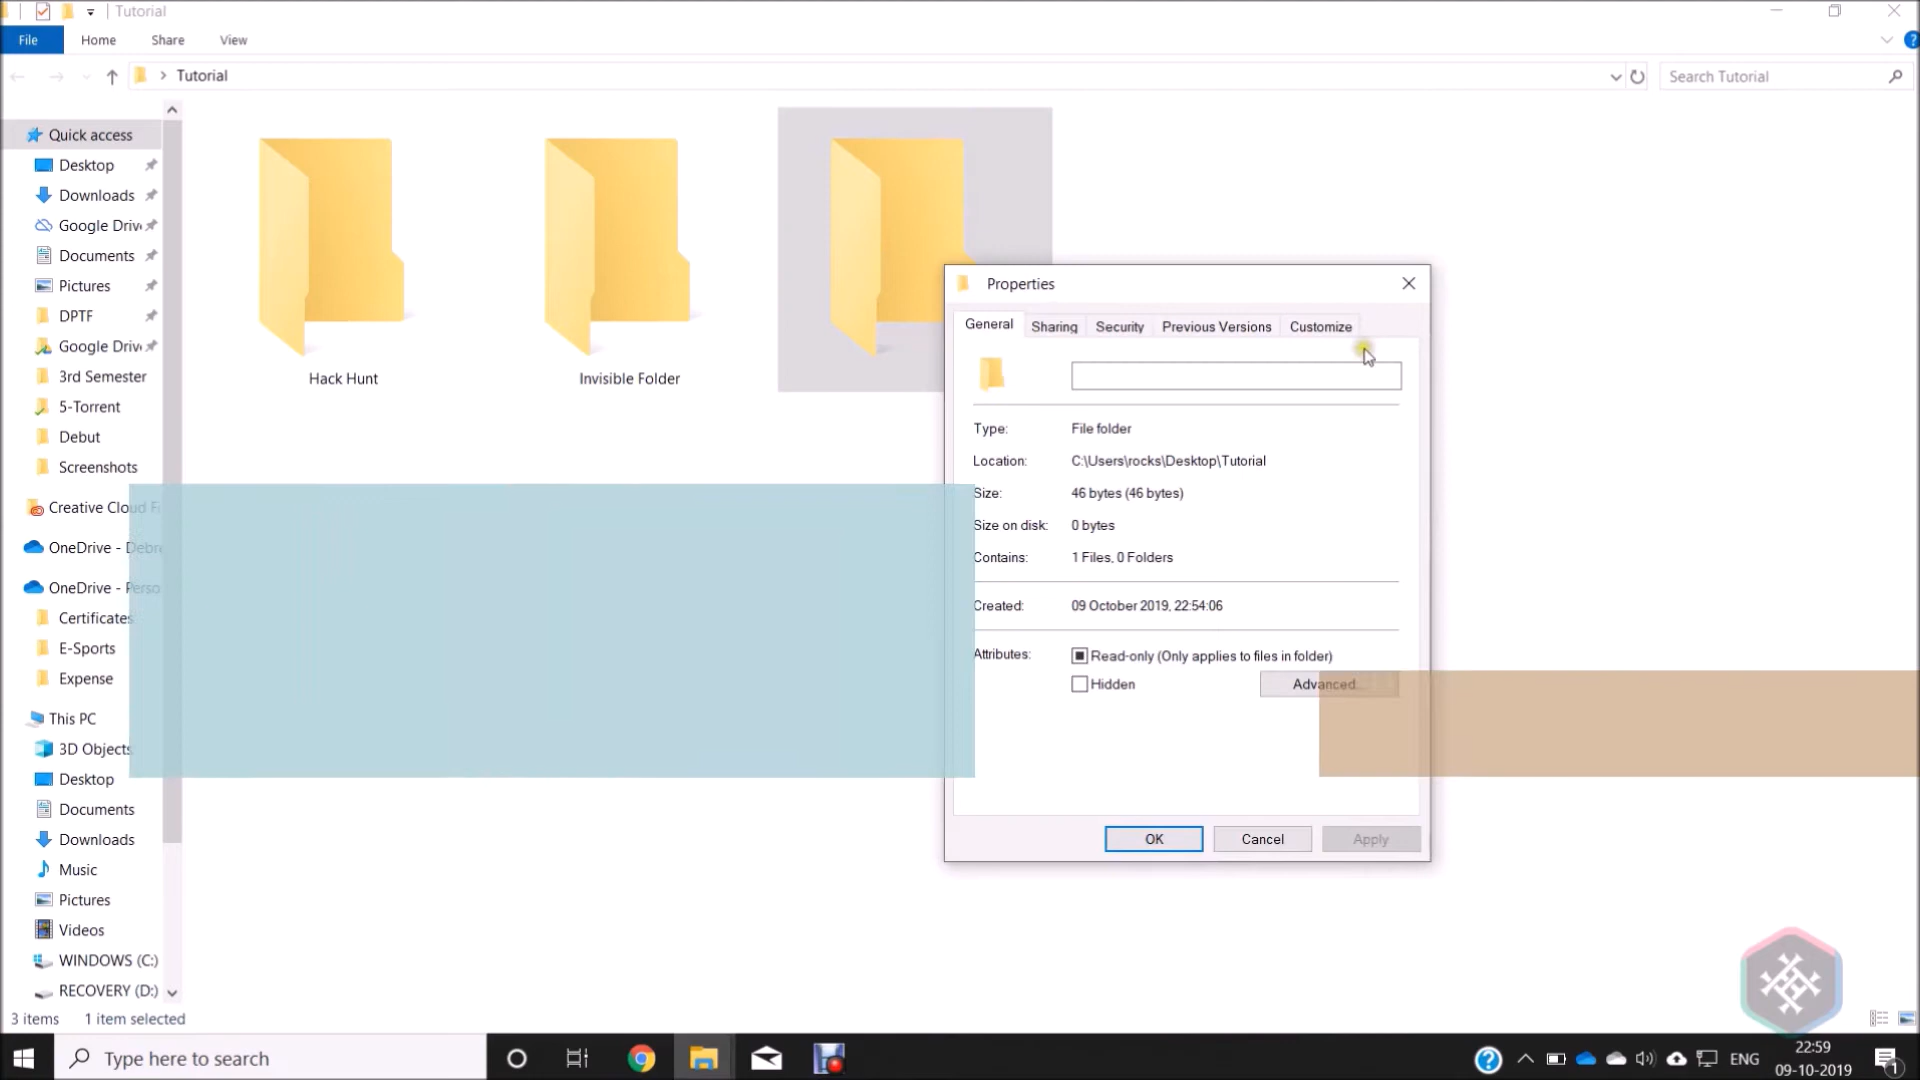 Tutorial
File Home Share View
Tutorial
Search Tutorial
Quick access
Desktop
Downloads
Google Driv
Documents
Pictures
DPTF
Google Driv
3rd Semester
5-Torrent
Debut
Screenshots
Creative Cloud Fi
OneDrive - Debr
OneDrive - Perso
Certificates
E-Sports
Expense
This PC
3D Objects
Desktop
Documents
Downloads
Music
Pictures
Videos
WINDOWS (C:)
RECOVERY (D:)
Hack Hunt
Invisible Folder
Properties
General Sharing Security Previous Versions Customize
Type: File folder
Location: C:\Users\rocks\Desktop\Tutorial
Size: 46 bytes (46 bytes)
Size on disk: 0 bytes
Contains: 1 Files, 0 Folders
Created: 09 October 2019, 22:54:06
Attributes: Read-only (Only applies to files in folder)
Hidden Advanced...
OK Cancel Apply
3 items 1 item selected
Type here to search
ENG
22:59
09-10-2019
1